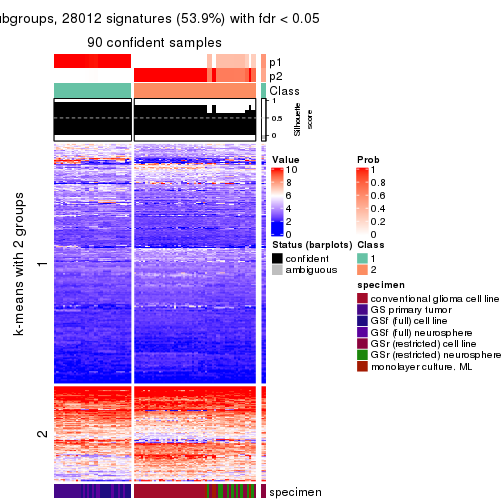 ubgroups, 28012 signatures (53.9%) with fdr < 0.05
90 confident samples
p1
p2
Class
1
0.5
0
Silhouette score
k-means with 2 groups
1
2
specimen
Value
10
8
6
4
2
0
Prob
1
0.8
0.6
0.4
0.2
0
Status (barplots)
confident
ambiguous
Class
1
2
specimen
conventional glioma cell line
GS primary tumor
GSf (full) cell line
GSf (full) neurosphere
GSr (restricted) cell line
GSr (restricted) neurosphere
monolayer culture. ML